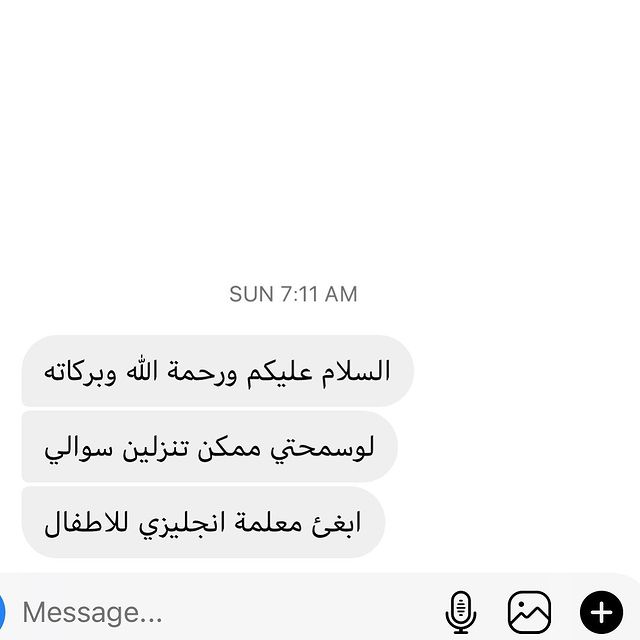 SUN 7:11 AM
السلام عليكم ورحمة الله وبركاته
لوسمحتي ممكن تنزلين سوالي
ابغئ معلمة انجليزي للاطفال
Message...